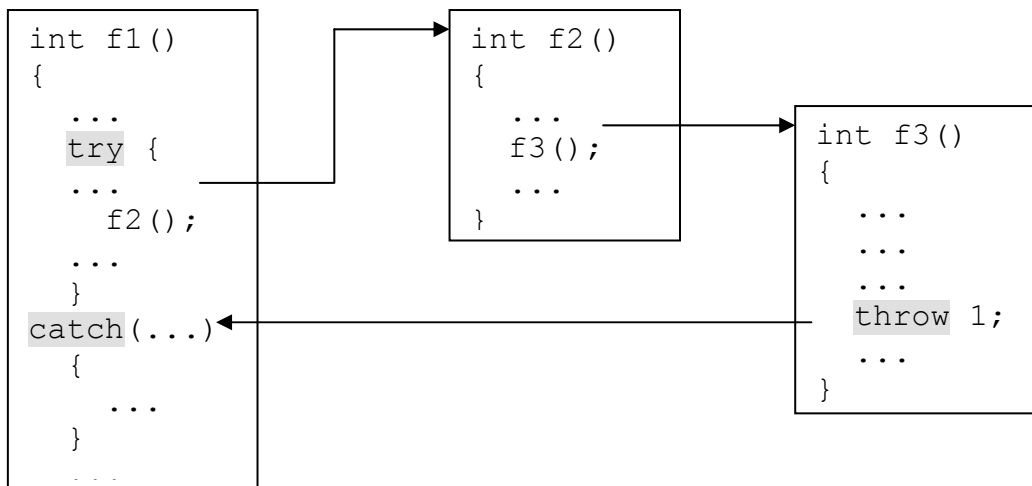 int f1()
{
...
try {
...
f2();
...
}
catch(...)
{
...
}
...
int f2()
{
...
f3();
...
}
int f3()
{
...
...
...
throw 1;
...
}